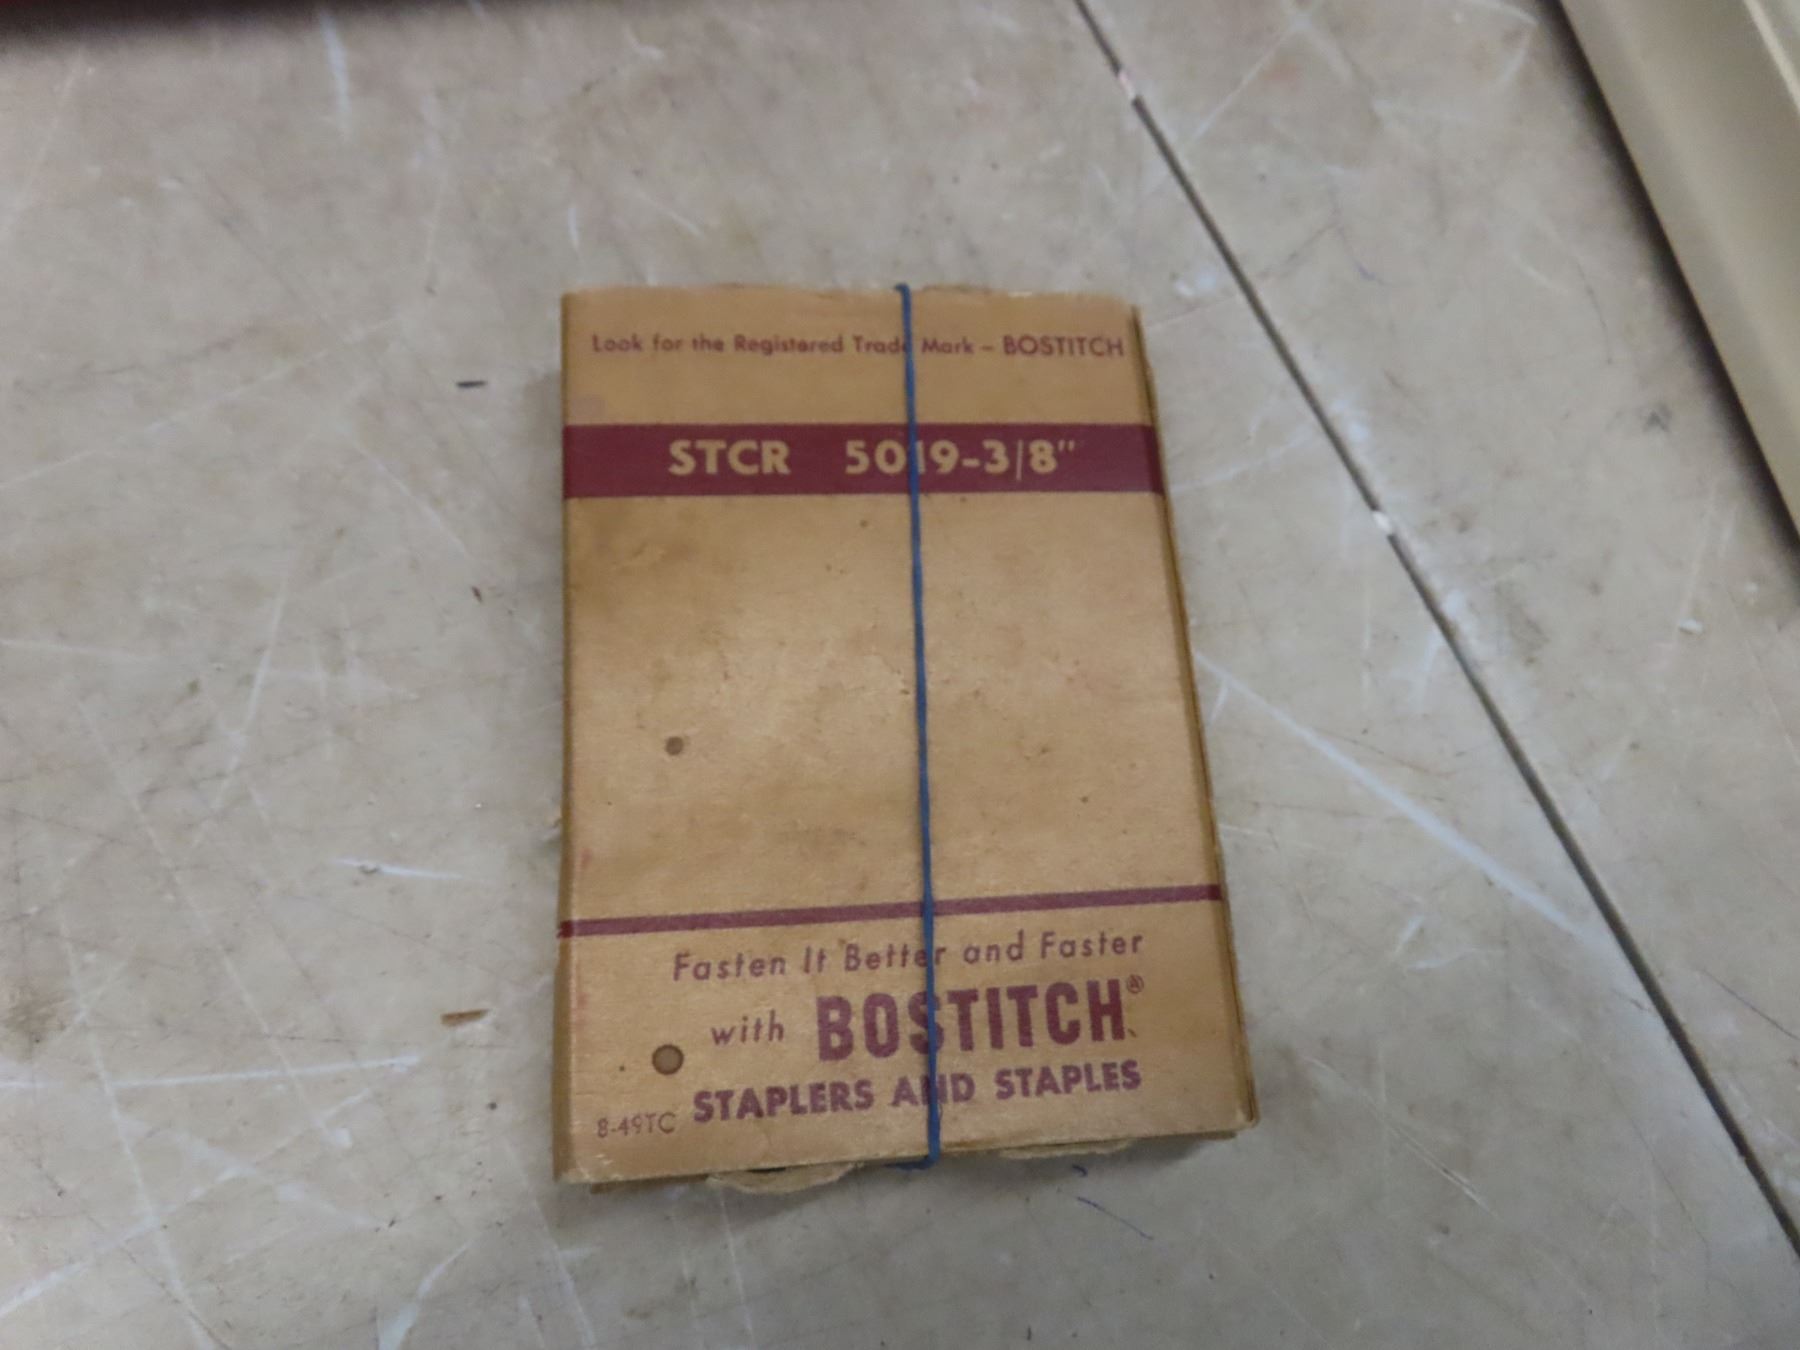 Look for the Registered Trade Mark – BOSTITCH
STCR 5019-3/8"
Fasten It Better and Faster
with BOSTITCH®
STAPLERS AND STAPLES
8-49TC